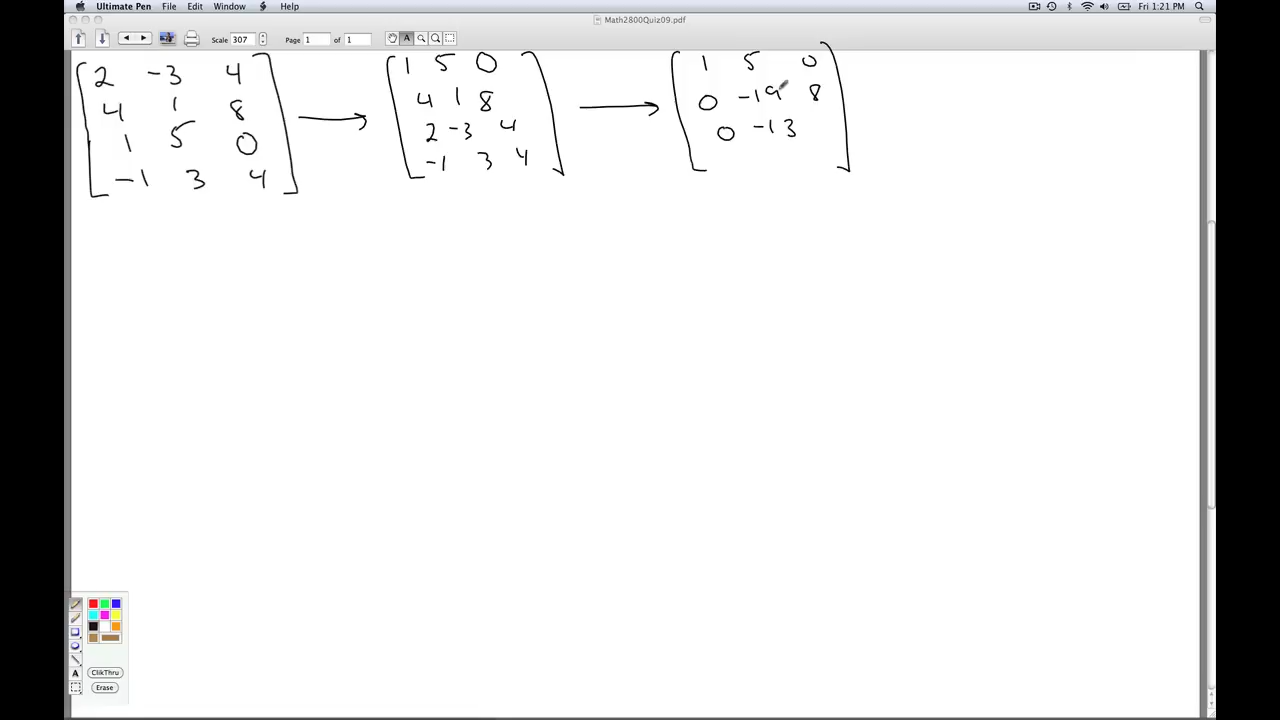 Ultimate Pen File Edit Window Help Fri 1:21 PM
Math2800Quiz09.pdf
Scale 307 Page 1 of 1
2 -3 4
4 1 8
1 5 0
-1 3 4
1 5 0
4 1 8
2 -3 4
-1 3 4
1 5 0
0 -19 8
0 -13
ClikThru
Erase